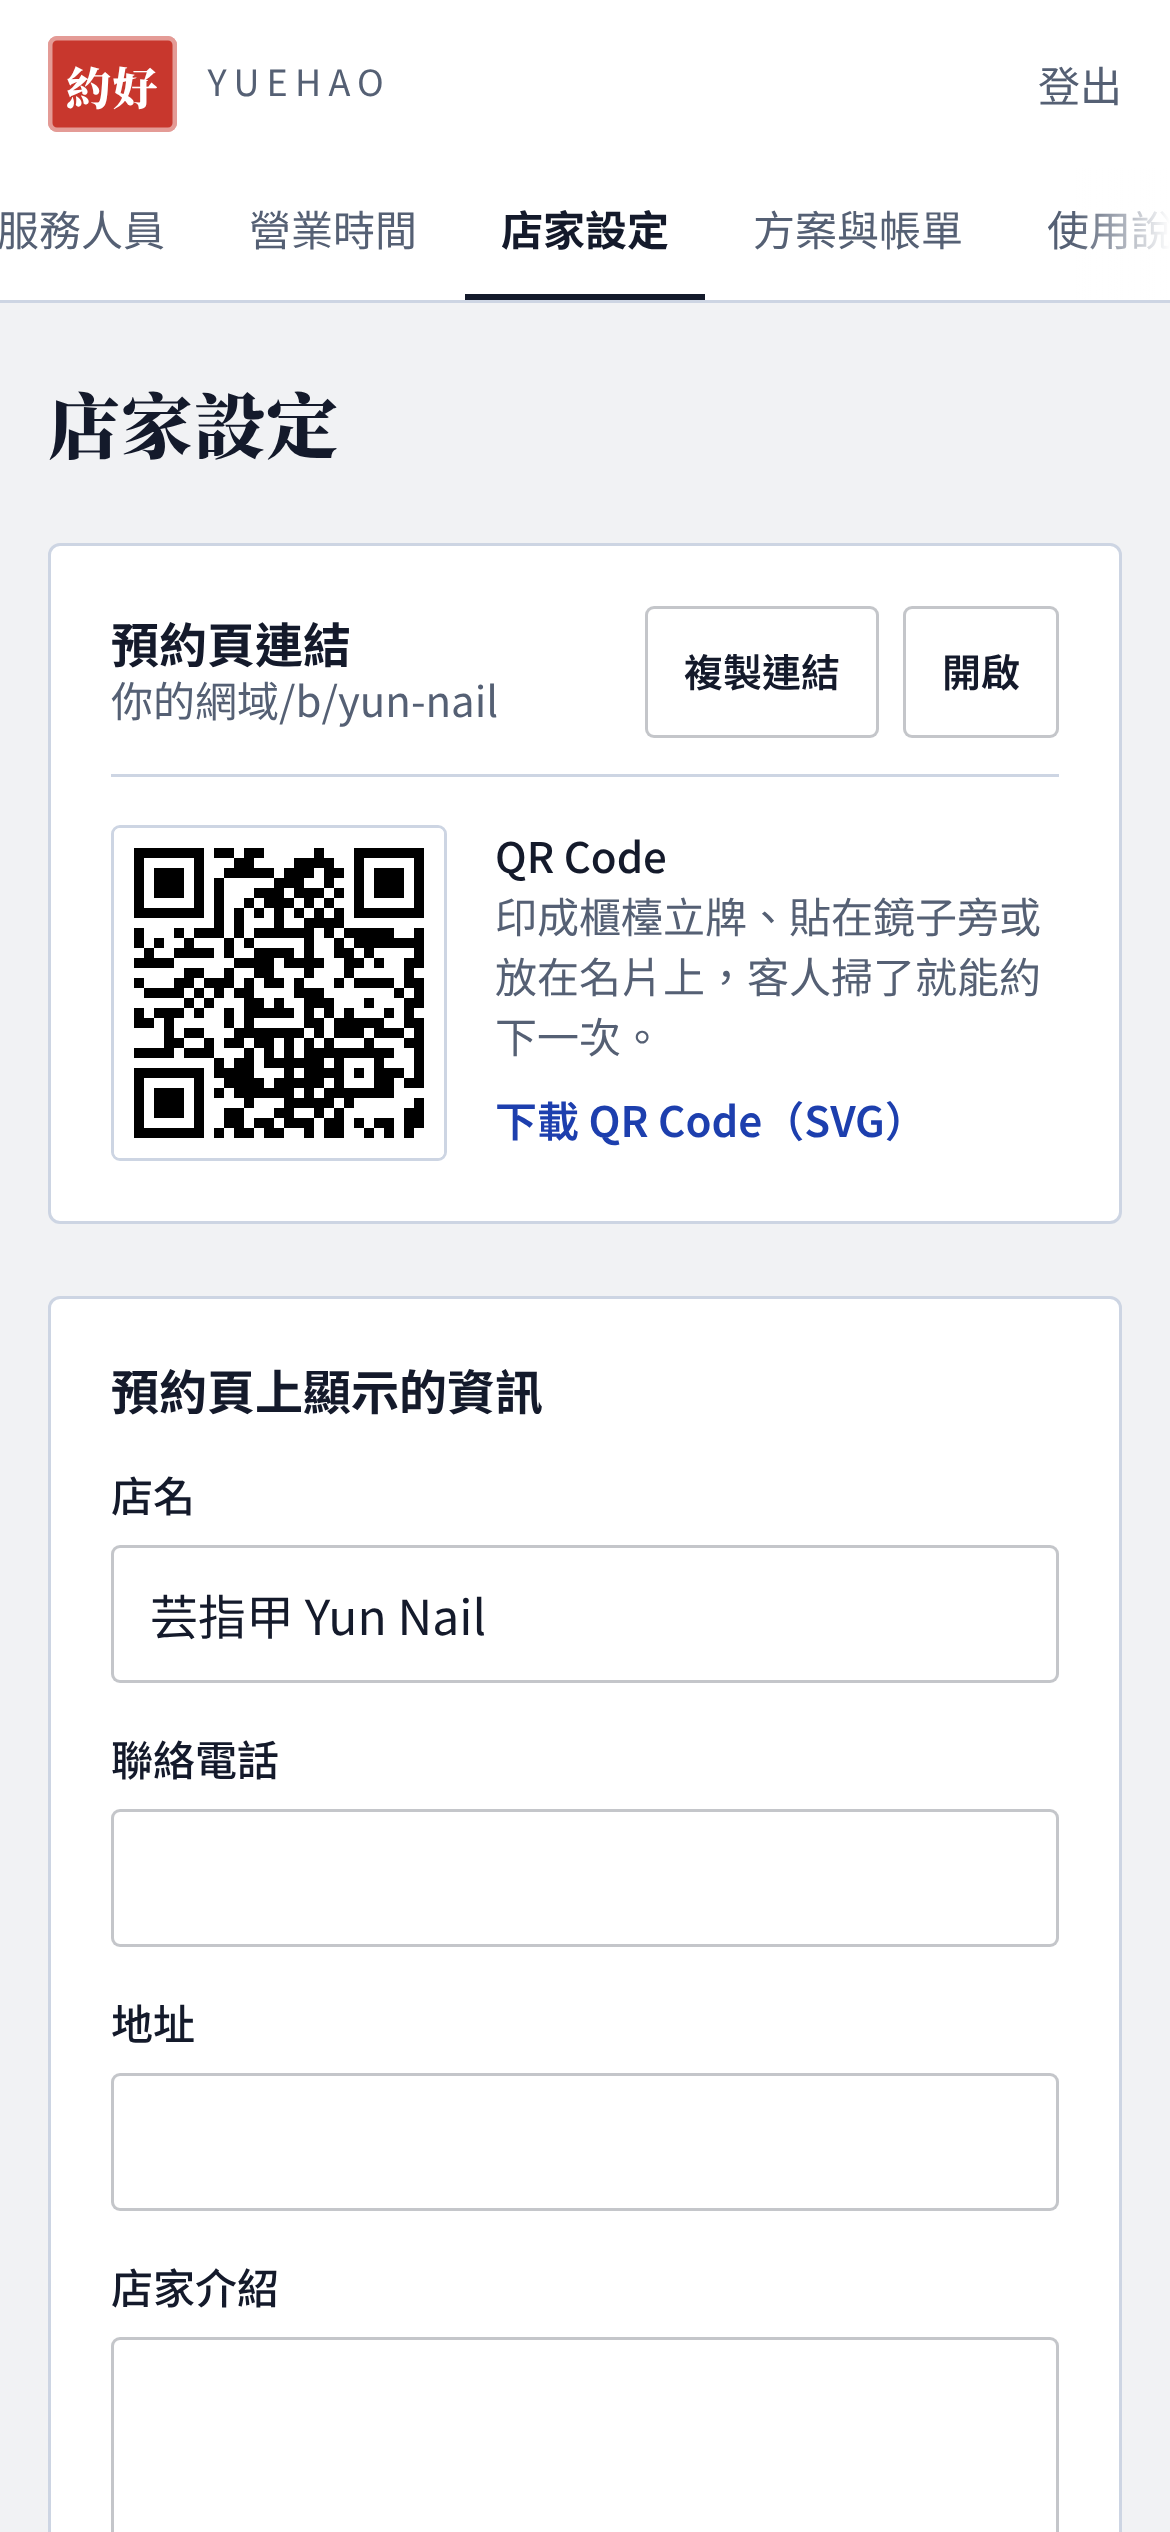 約好 YUEHAO 登出
服務人員 營業時間 店家設定 方案與帳單 使用說
店家設定
預約頁連結
你的網域/b/yun-nail
複製連結 開啟
QR Code
印成櫃檯立牌、貼在鏡子旁或
放在名片上，客人掃了就能約
下一次。
下載 QR Code（SVG）
預約頁上顯示的資訊
店名
芸指甲 Yun Nail
聯絡電話
地址
店家介紹